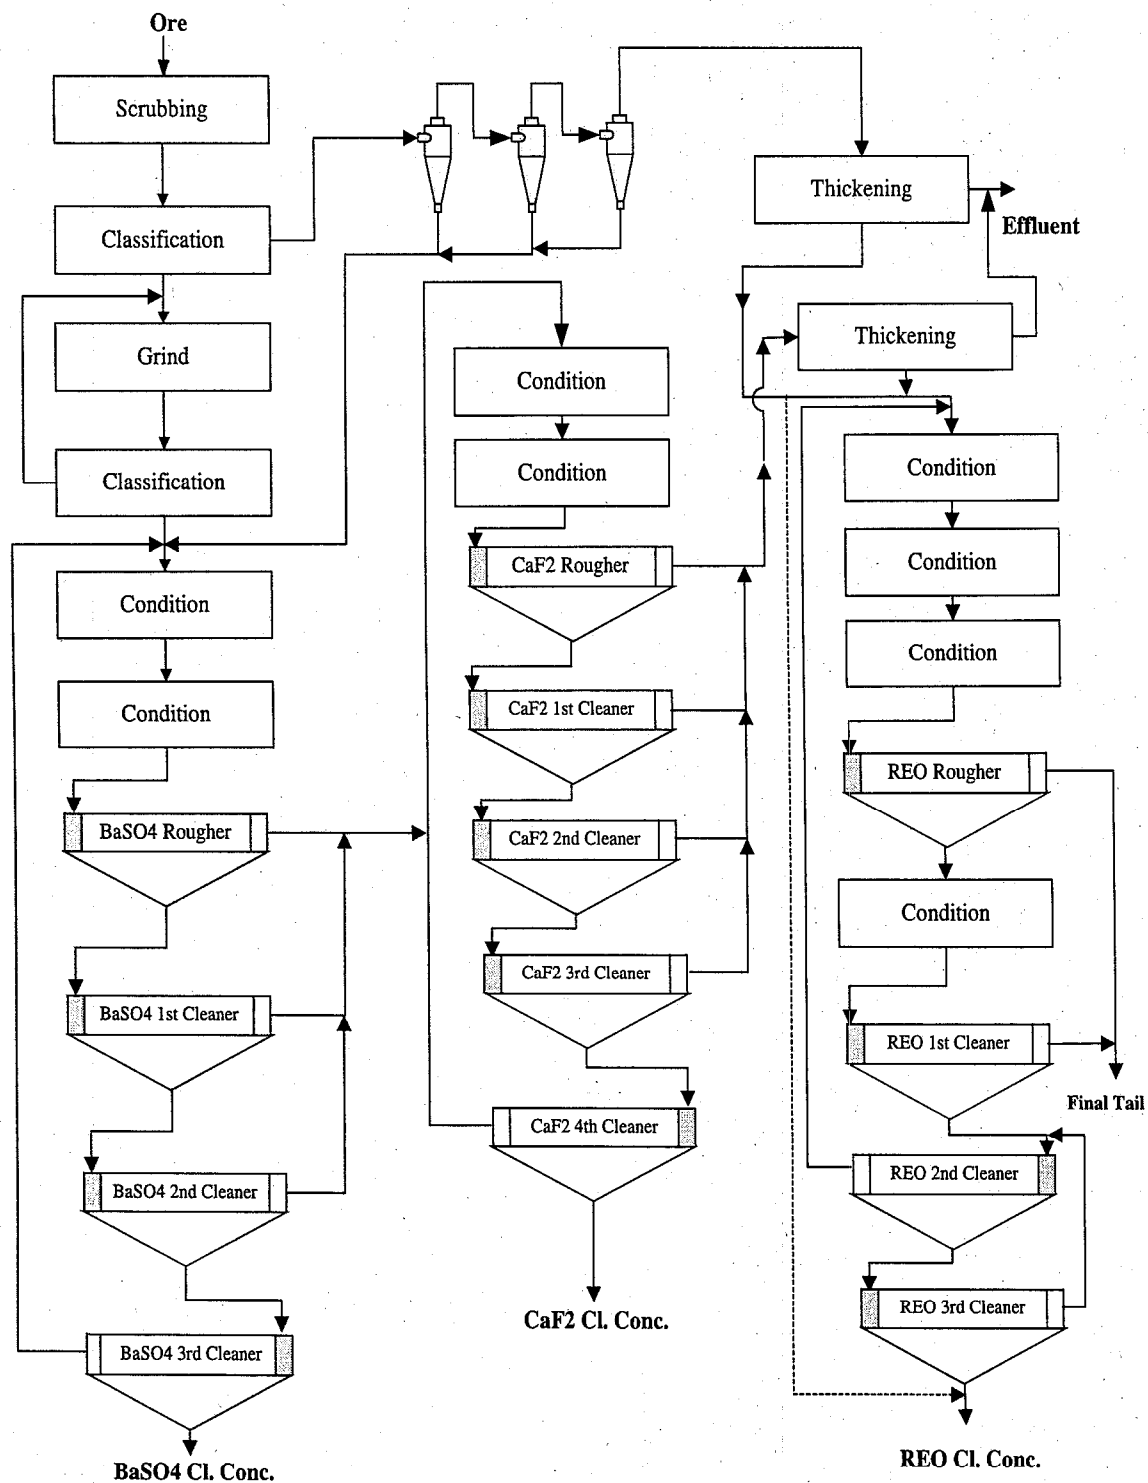 Ore
Scrubbing
Classification
Grind
Classification
Condition
Condition
BaSO4 Rougher
BaSO4 1st Cleaner
BaSO4 2nd Cleaner
BaSO4 3rd Cleaner
BaSO4 Cl. Conc.
Condition
Condition
CaF2 Rougher
CaF2 1st Cleaner
CaF2 2nd Cleaner
CaF2 3rd Cleaner
CaF2 4th Cleaner
CaF2 Cl. Conc.
Thickening
Effluent
Thickening
Condition
Condition
Condition
REO Rougher
Condition
REO 1st Cleaner
Final Tail
REO 2nd Cleaner
REO 3rd Cleaner
REO Cl. Conc.